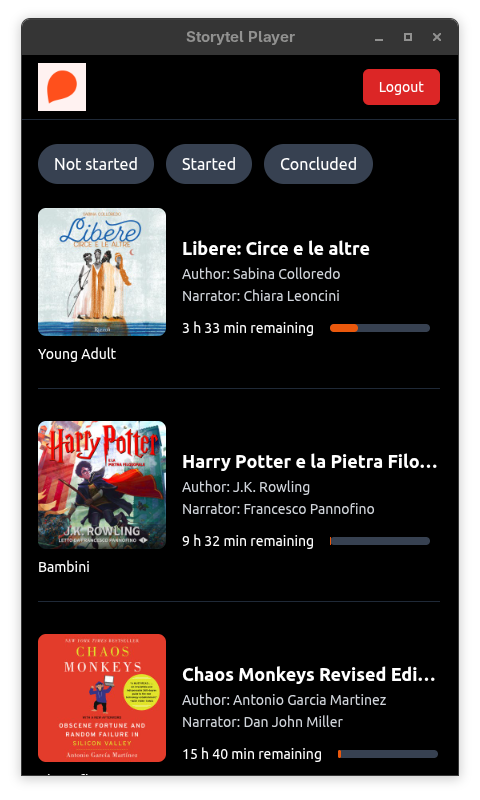 Storytel Player
Logout
Not started
Started
Concluded
SABINA COLLOREDO
Libere
CIRCE E LE ALTRE
Rizzoli
Libere: Circe e le altre
Author: Sabina Colloredo
Narrator: Chiara Leoncini
3 h 33 min remaining
Young Adult
Harry Potter
E LA
PIETRA FILOSOFALE
J.K. ROWLING
LETTO DA FRANCESCO PANNOFINO
Harry Potter e la Pietra Filo...
Author: J.K. Rowling
Narrator: Francesco Pannofino
9 h 32 min remaining
Bambini
NEW YORK TIMES BESTSELLER
CHAOS
MONKEYS
OBSCENE FORTUNE AND
RANDOM FAILURE IN
SILICON VALLEY
Antonio García Martínez
Chaos Monkeys Revised Edi...
Author: Antonio Garcia Martinez
Narrator: Dan John Miller
15 h 40 min remaining